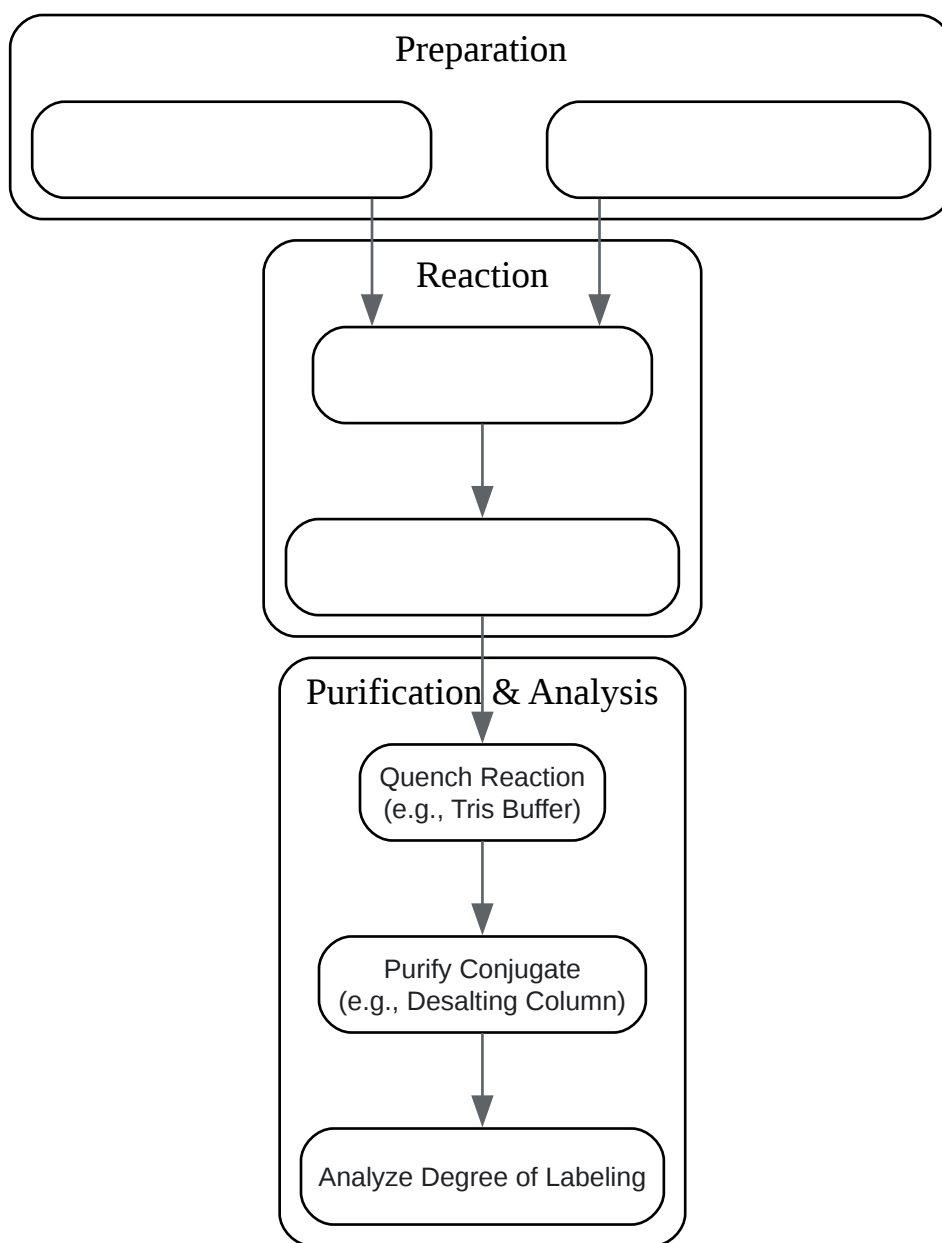 Preparation
Reaction
Purification & Analysis
Quench Reaction
(e.g., Tris Buffer)
Purify Conjugate
(e.g., Desalting Column)
Analyze Degree of Labeling